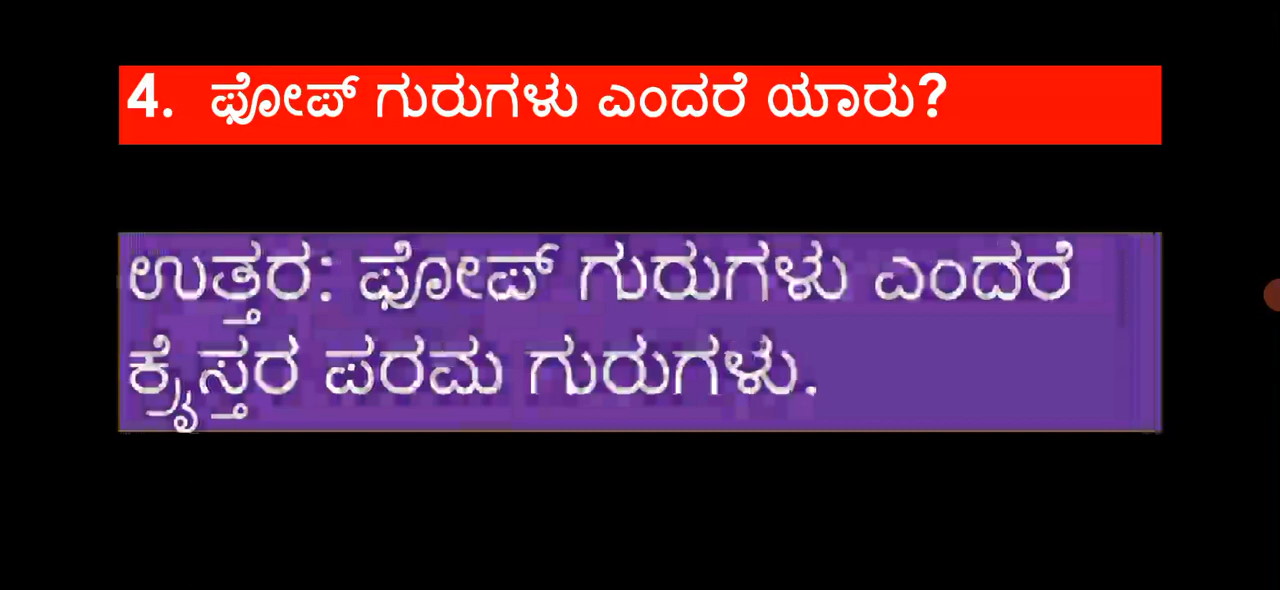 4. ಫೋಪ್ ಗುರುಗಳು ಎಂದರೆ ಯಾರು?
ಉತ್ತರ: ಫೋಪ್ ಗುರುಗಳು ಎಂದರೆ
ಕ್ರೈಸ್ತರ ಪರಮ ಗುರುಗಳು.